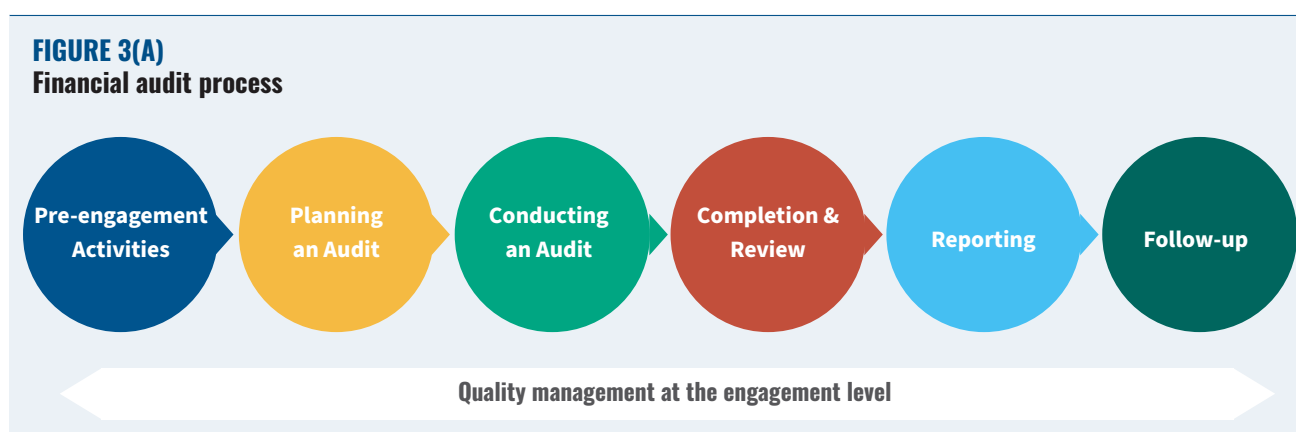 FIGURE 3(A)
Financial audit process
Pre-engagement
Activities
Planning
an Audit
Conducting
an Audit
Completion &
Review
Reporting
Follow-up
Quality management at the engagement level